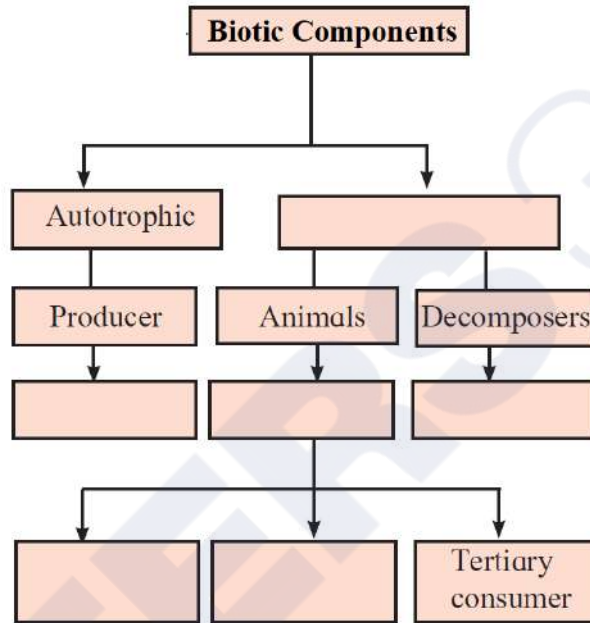 Biotic Components
Autotrophic
Producer
Animals
Decomposers
Tertiary
consumer